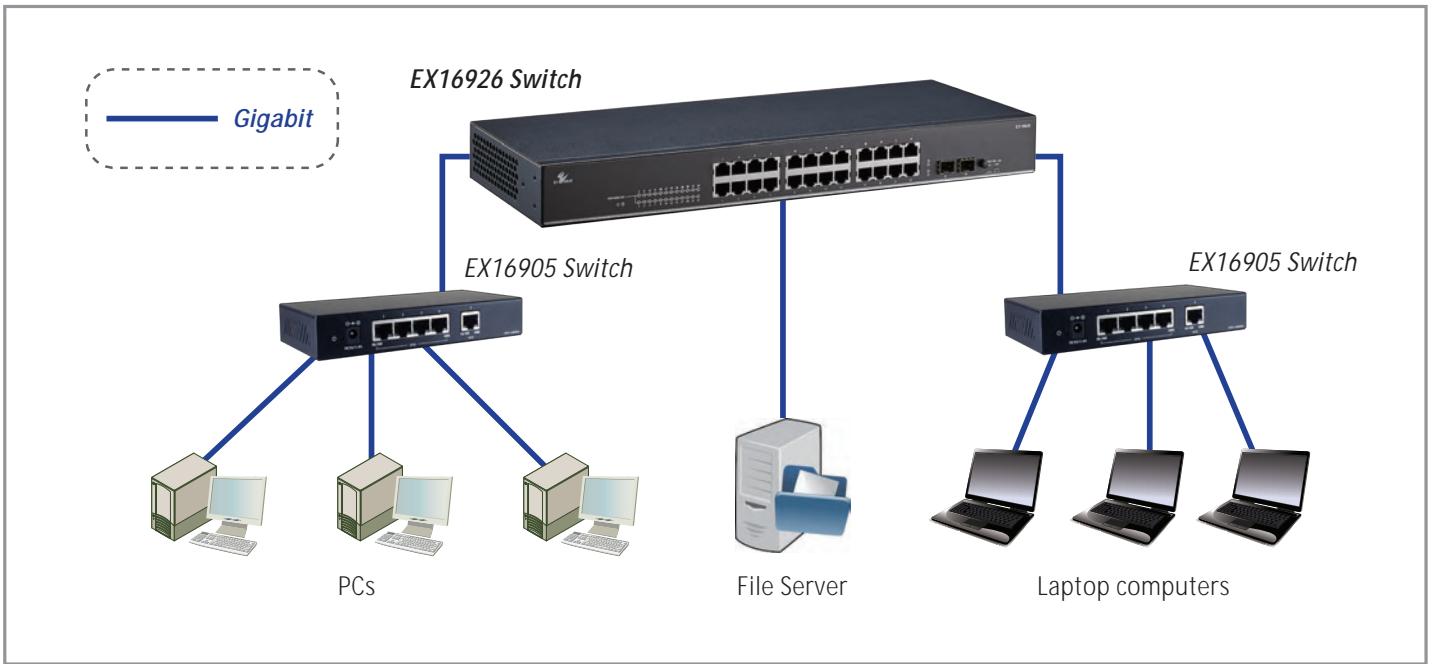 EX16926 Switch
Gigabit
EX16905 Switch
EX16905 Switch
PCs
File Server
Laptop computers